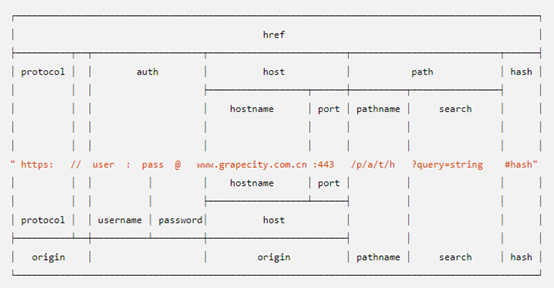 href
protocol auth host path hash
hostname port pathname search
" https: // user : pass @ www.grapecity.com.cn :443 /p/a/t/h ?query=string #hash"
hostname port
protocol username password host
origin origin pathname search hash